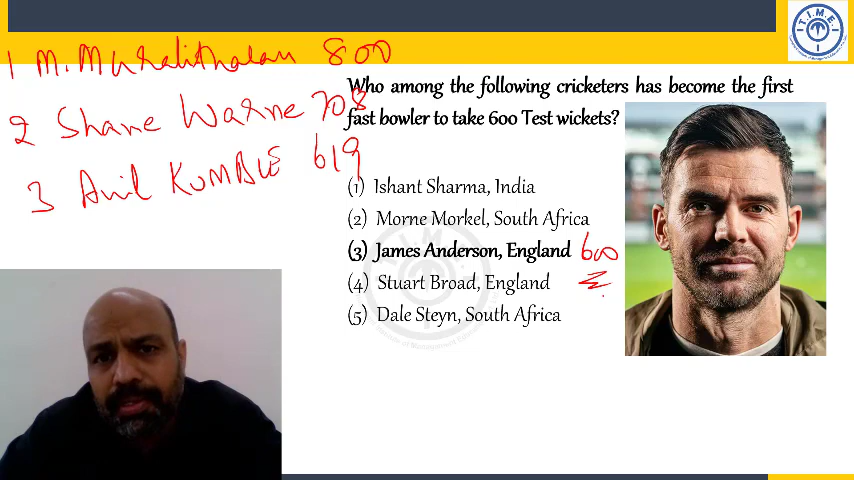 T.I.M.E.
1 M. Muralitharan 800
2 Shane Warne 708
3 Anil KUMBLE 619
Who among the following cricketers has become the first
fast bowler to take 600 Test wickets?
(1) Ishant Sharma, India
(2) Morne Morkel, South Africa
(3) James Anderson, England 600
(4) Stuart Broad, England
(5) Dale Steyn, South Africa